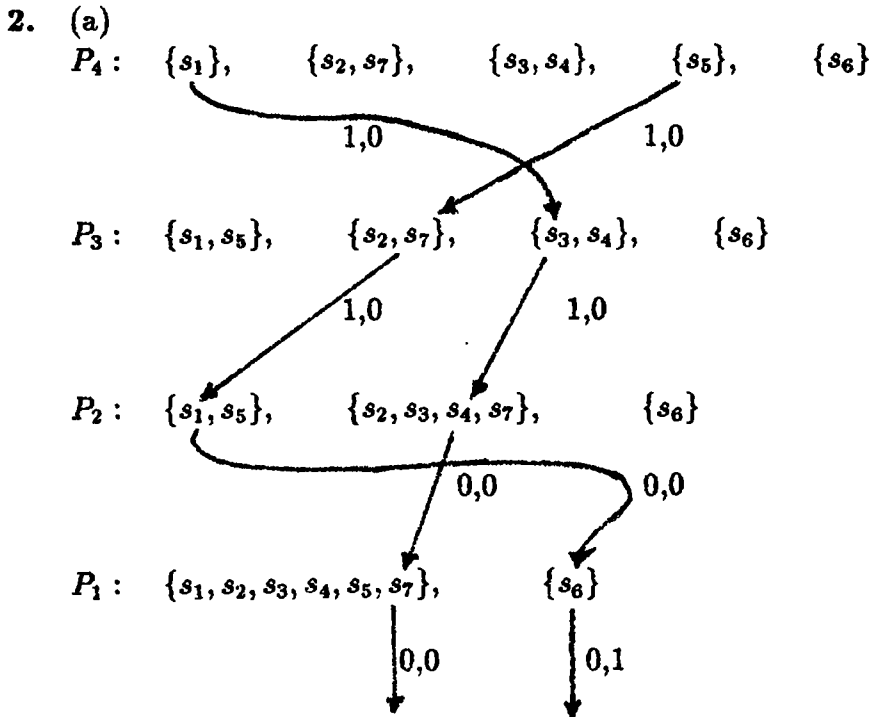 2. (a)
P₄ : {s₁}, {s₂, s₇}, {s₃, s₄}, {s₅}, {s₆}
1,0 1,0
P₃ : {s₁, s₅}, {s₂, s₇}, {s₃, s₄}, {s₆}
1,0 1,0
P₂ : {s₁, s₅}, {s₂, s₃, s₄, s₇}, {s₆}
0,0 0,0
P₁ : {s₁, s₂, s₃, s₄, s₅, s₇}, {s₆}
0,0 0,1